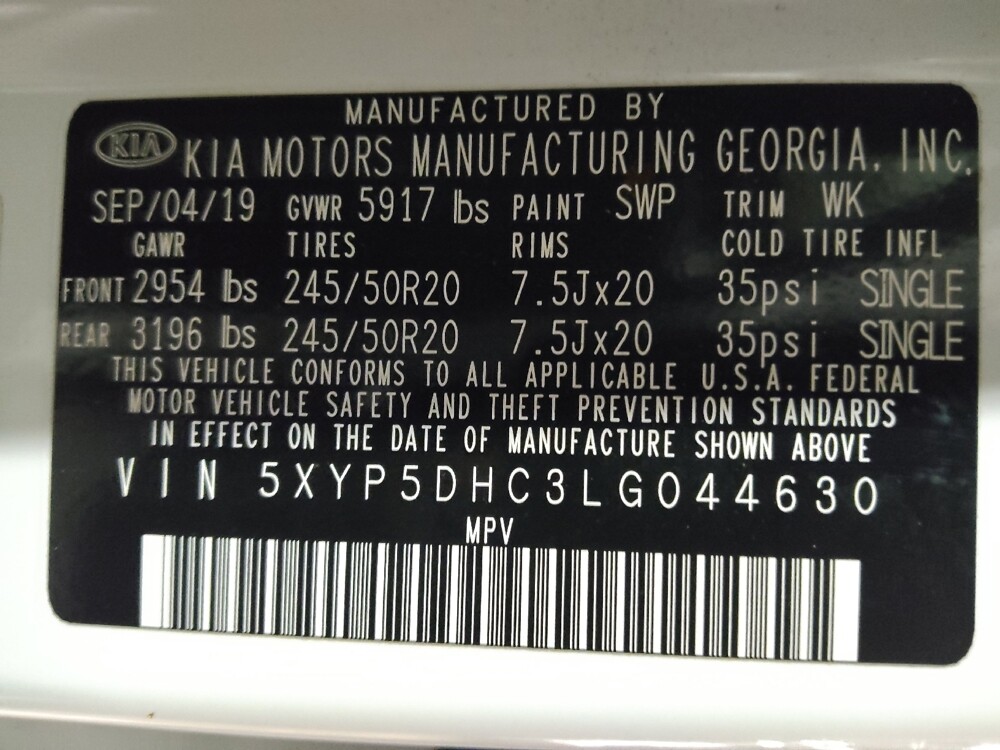 MANUFACTURED BY
KIA KIA MOTORS MANUFACTURING GEORGIA, INC.
SEP/04/19 GVWR 5917 lbs PAINT SWP TRIM WK
GAWR TIRES RIMS COLD TIRE INFL
FRONT 2954 lbs 245/50R20 7.5Jx20 35psi SINGLE
REAR 3196 lbs 245/50R20 7.5Jx20 35psi SINGLE
THIS VEHICLE CONFORMS TO ALL APPLICABLE U.S.A. FEDERAL
MOTOR VEHICLE SAFETY AND THEFT PREVENTION STANDARDS
IN EFFECT ON THE DATE OF MANUFACTURE SHOWN ABOVE
VIN 5XYP5DHC3LG044630
MPV